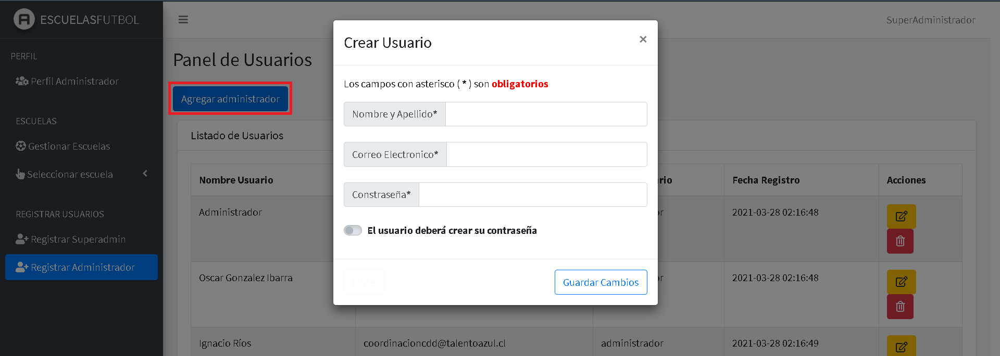 ESCUELASFUTBOL
SuperAdministrador
PERFIL
Perfil Administrador
ESCUELAS
Gestionar Escuelas
Seleccionar escuela
REGISTRAR USUARIOS
Registrar Superadmin
Registrar Administrador
Panel de Usuarios
Agregar administrador
Listado de Usuarios
Nombre Usuario
Fecha Registro
Acciones
Administrador
2021-03-28 02:16:48
Oscar Gonzalez Ibarra
2021-03-28 02:16:48
Ignacio Ríos
coordinacioncdd@talentoazul.cl
administrador
2021-03-28 02:16:49
Crear Usuario
×
Los campos con asterisco ( * ) son obligatorios
Nombre y Apellido*
Correo Electronico*
Constraseña*
El usuario deberá crear su contraseña
Close
Guardar Cambios